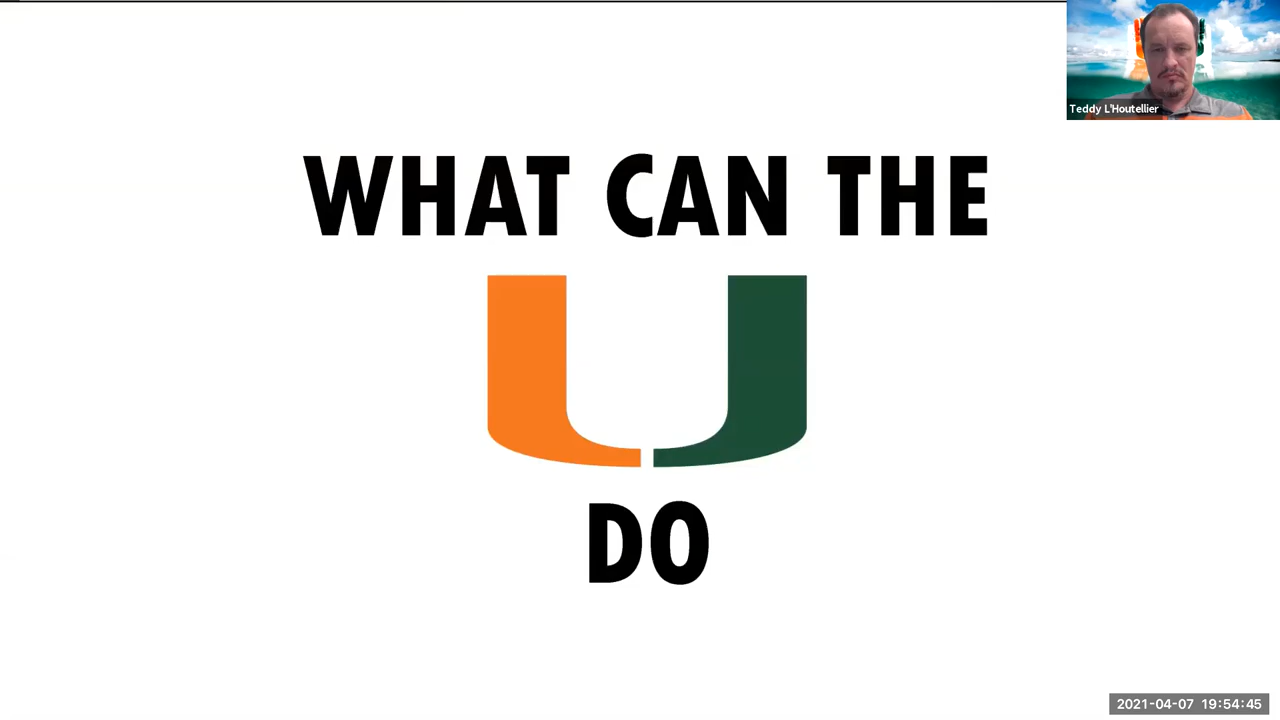 Teddy L'Houtellier
WHAT CAN THE
U
DO
2021-04-07 19:54:45